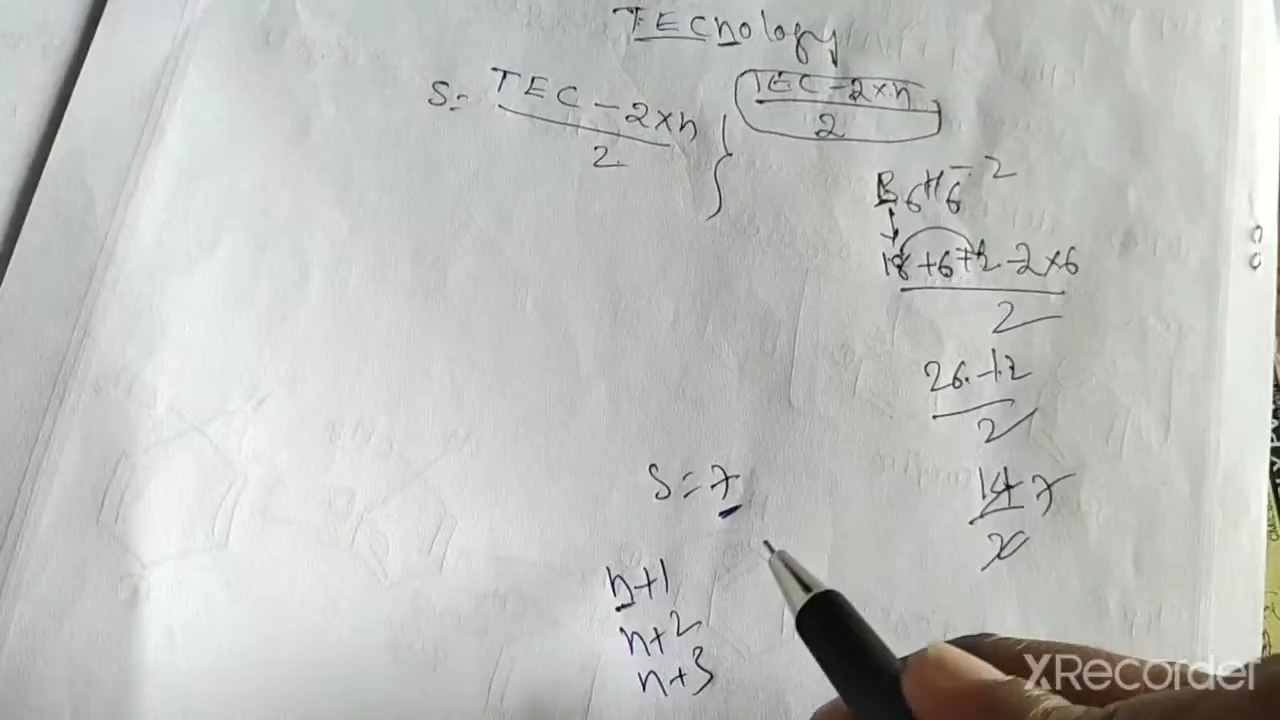 TECnology
S= TEC - 2×n / 2 } TEC - 2×n / 2
B6H6 -2
18+6+2-2×6
2
26-12
2
14 7
2
S=7
n+1
n+2
n+3
XRecorder